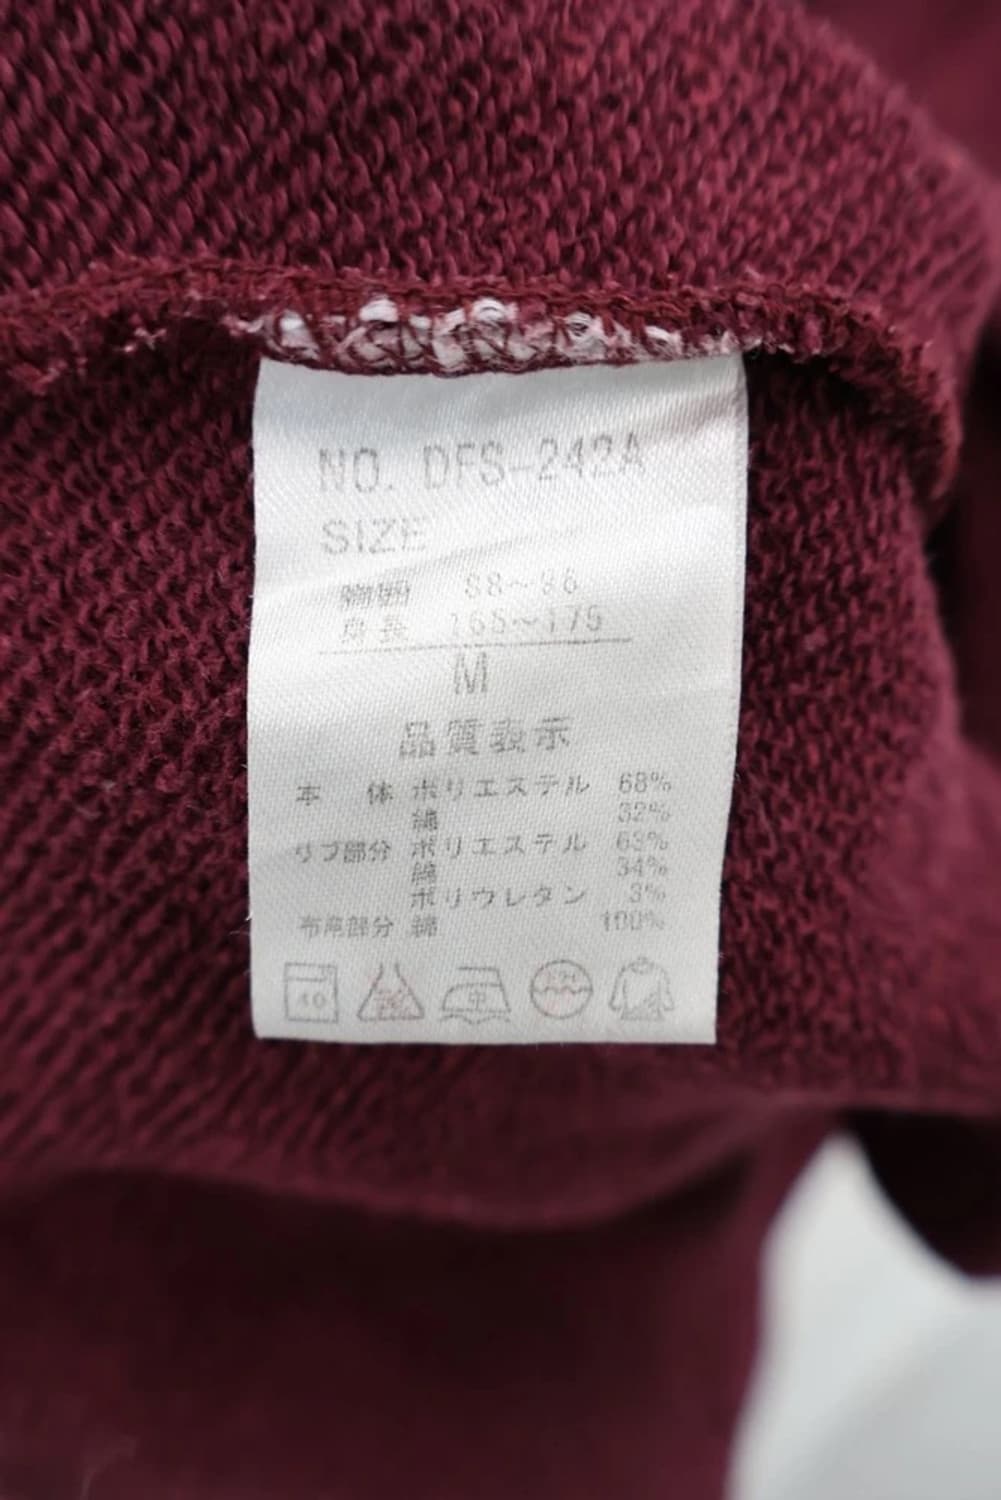 NO. DFS-242A
SIZE
胸囲 88〜96
身長 165〜175
M
品質表示
本 体 ポリエステル 68%
綿 32%
リブ部分 ポリエステル 63%
綿 34%
ポリウレタン 3%
布帛部分 綿 100%
40 中